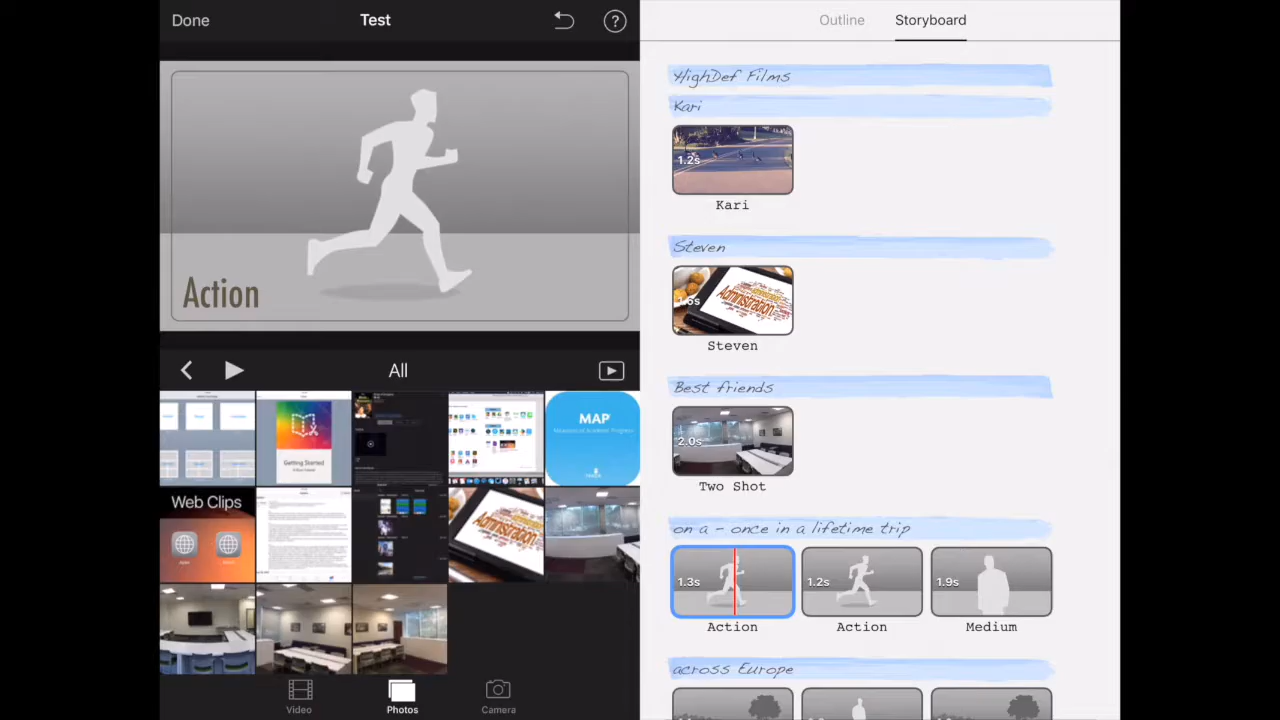 Done
Test
?
Action
All
MAP
Getting Started
Web Clips
Administration
Video
Photos
Camera
Outline
Storyboard
HighDef Films
Kari
1.2s
Kari
Steven
Administration
Steven
Best friends
2.0s
Two Shot
on a - once in a lifetime trip
1.3s
1.2s
1.9s
Action
Action
Medium
across Europe